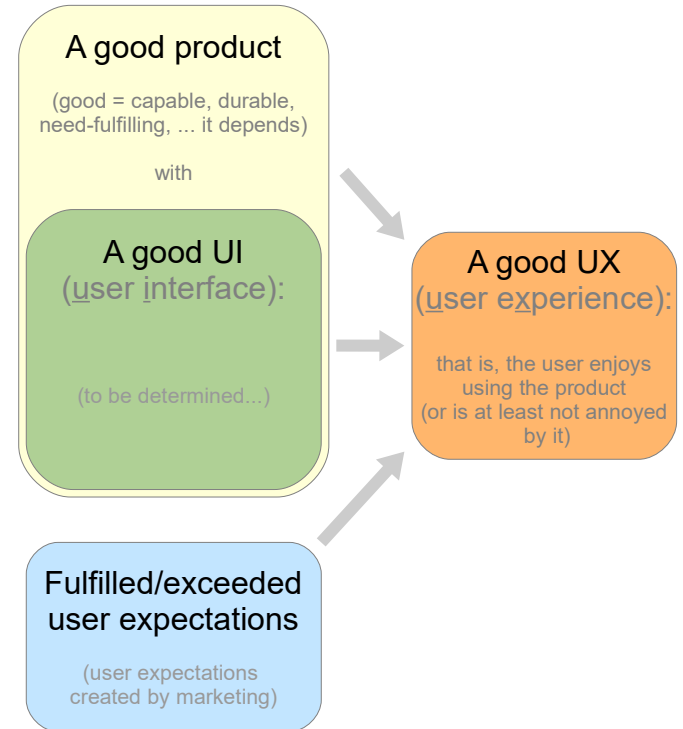 A good product
(good = capable, durable,
need-fulfilling, ... it depends)
with
A good UI
(user interface):
(to be determined...)
A good UX
(user experience):
that is, the user enjoys
using the product
(or is at least not annoyed
by it)
Fulfilled/exceeded
user expectations
(user expectations
created by marketing)